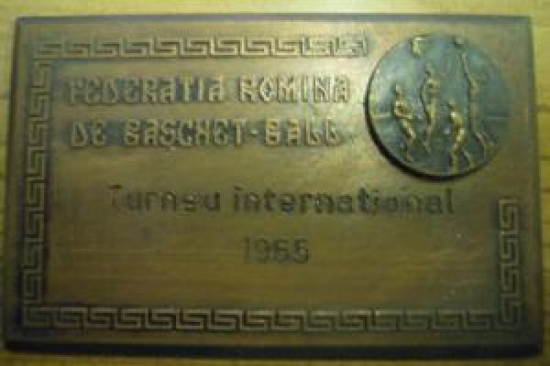 FEDERATIA ROMINA
DE BASCHET-BALL
Turneu international
1965